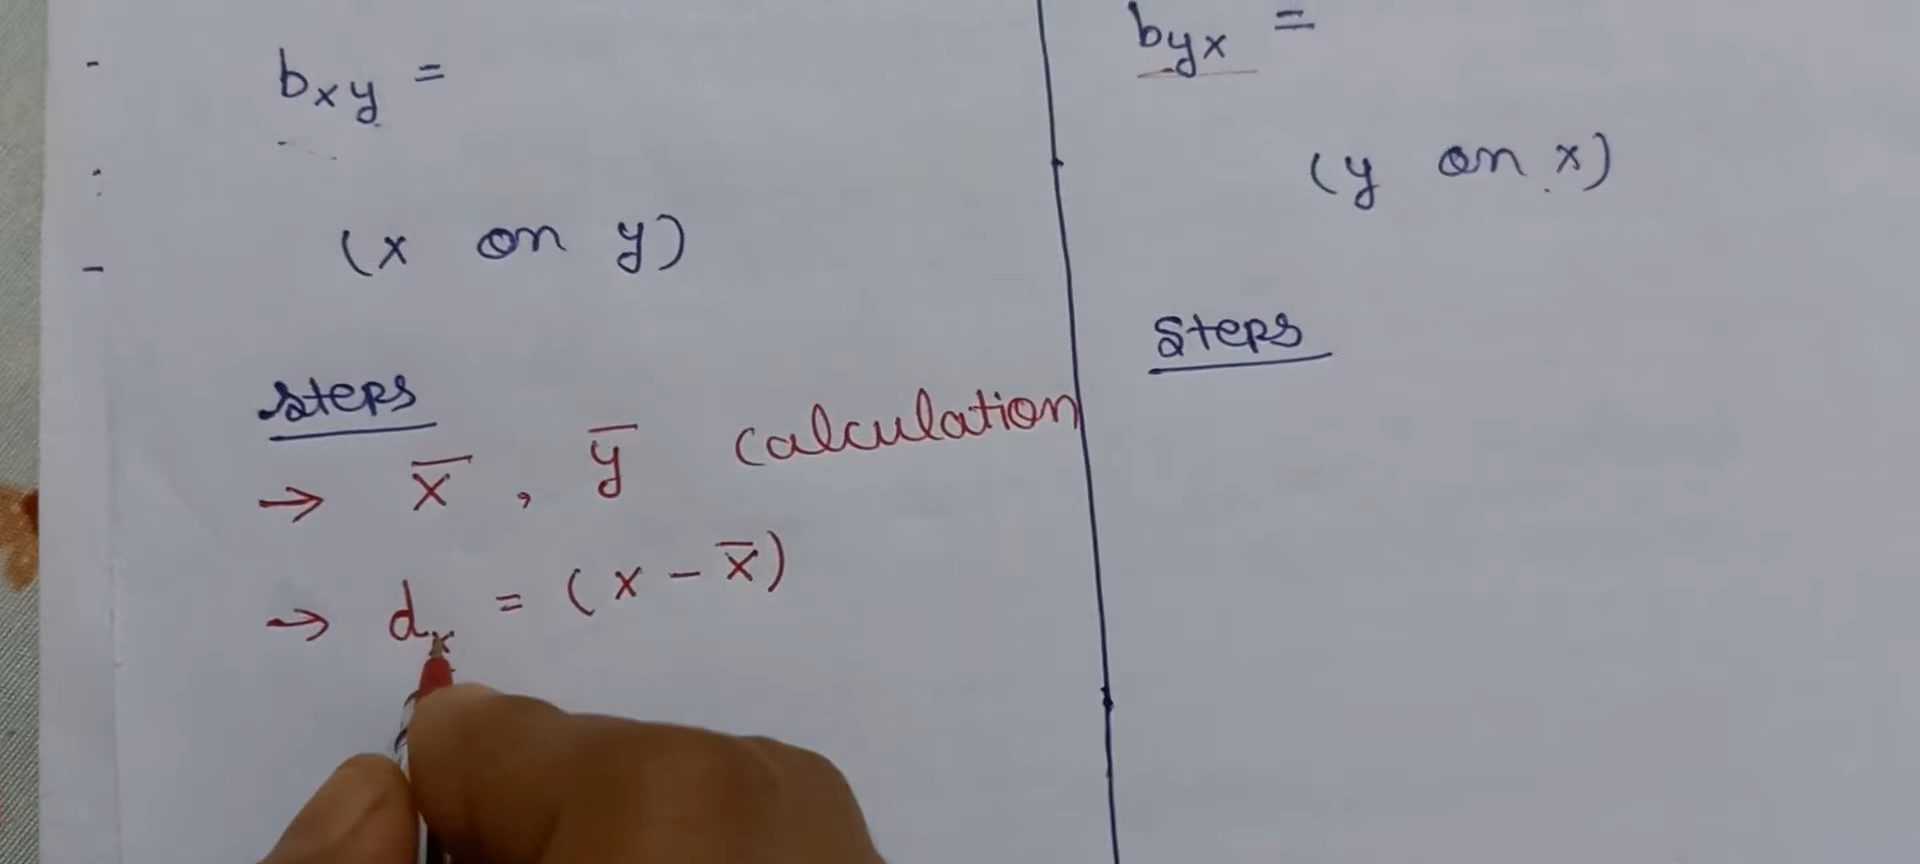 bxy =
(x on y)
steps
→ x̄ , ȳ calculation
→ dx = (x - x̄)
byx =
(y on x)
steps